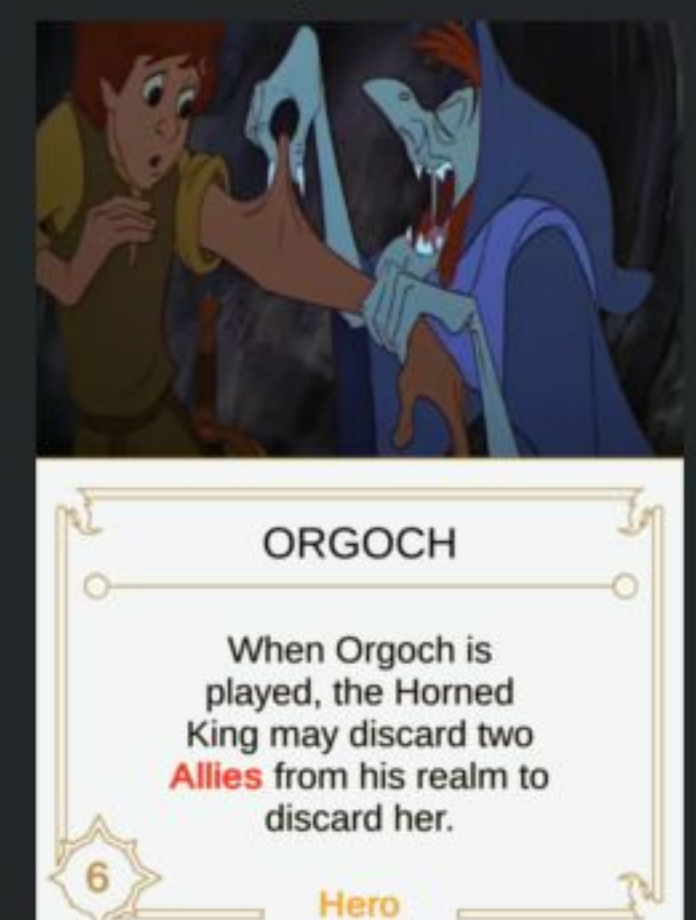 ORGOCH
When Orgoch is
played, the Horned
King may discard two
Allies from his realm to
discard her.
6
Hero